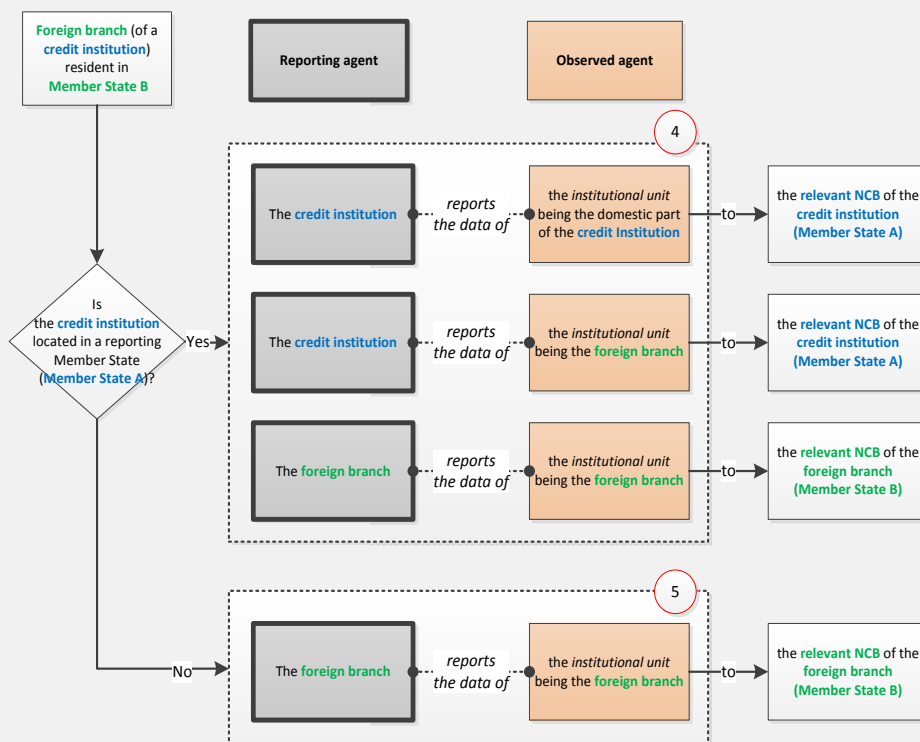 Foreign branch (of a
credit institution)
resident in
Member State B
Reporting agent
Observed agent
4
The credit institution
reports
the data of
the institutional unit
being the domestic part
of the credit Institution
to
the relevant NCB of the
credit institution
(Member State A)
Is
the credit institution
located in a reporting
Member State
(Member State A)?
Yes
The credit institution
reports
the data of
the institutional unit
being the foreign branch
to
the relevant NCB of the
credit institution
(Member State A)
The foreign branch
reports
the data of
the institutional unit
being the foreign branch
to
the relevant NCB of the
foreign branch
(Member State B)
5
No
The foreign branch
reports
the data of
the institutional unit
being the foreign branch
to
the relevant NCB of the
foreign branch
(Member State B)